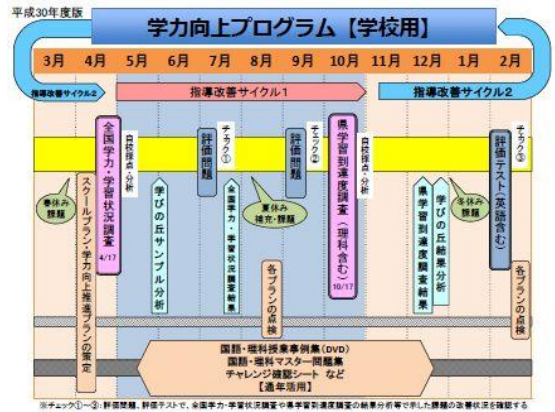 平成30年度版
学力向上プログラム【学校用】
3月 4月 5月 6月 7月 8月 9月 10月 11月 12月 1月 2月
指導改善サイクル2
指導改善サイクル1
指導改善サイクル2
春休み
課題
スクールプラン・学力向上推進プランの策定
全国学力・学習状況調査
4/17
自校採点・分析
学びの丘サンプル分析
評価問題
チェック①
全国学力・学習状況調査結果
夏休み
補充・課題
各プランの点検
評価問題
チェック②
県学習到達度調査(理科含む)
10/17
自校採点・分析
県学習到達度調査結果
学びの丘結果分析
冬休み
課題
評価テスト(英語含む)
チェック③
各プランの点検
国語・理科授業事例集(DVD)
国語・理科マスター問題集
チャレンジ確認シート など
【通年活用】
※チェック①~③:評価問題、評価テストで、全国学力・学習状況調査や県学習到達度調査の結果分析等で示した課題の改善状況を確認する